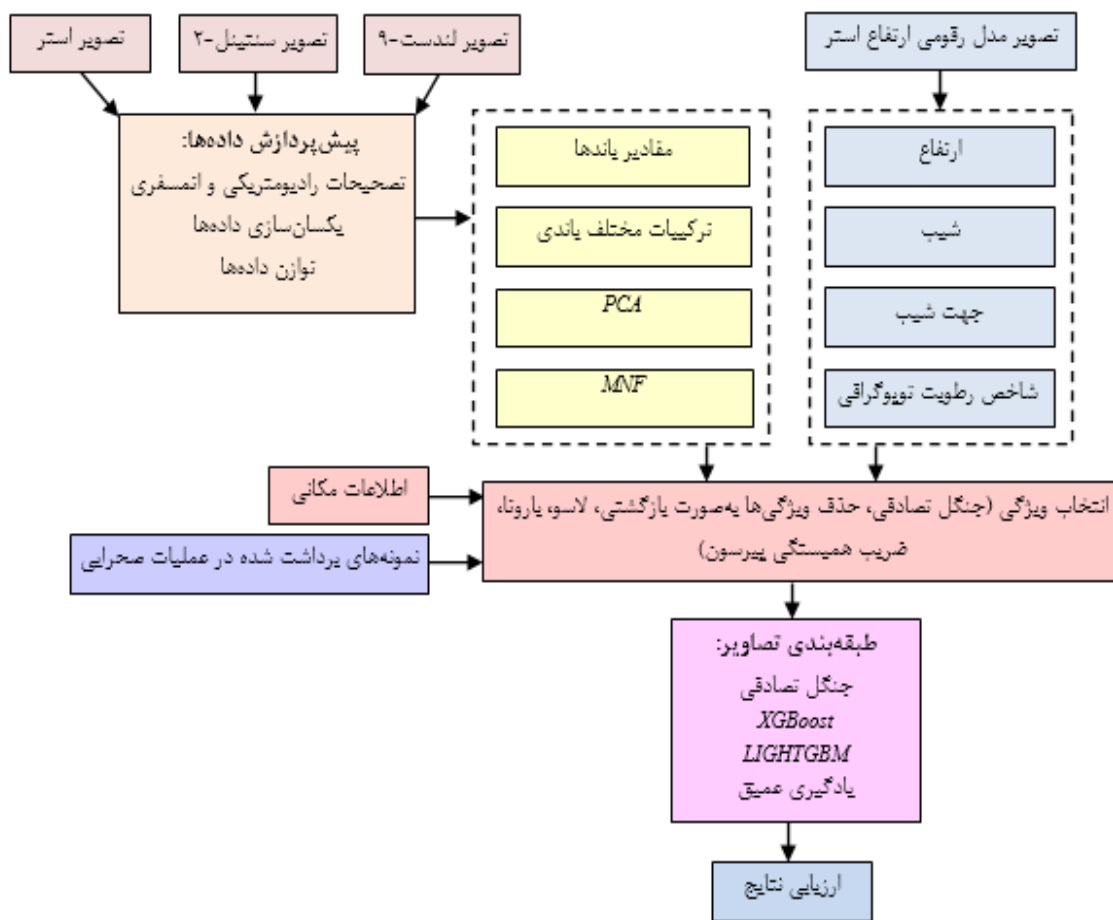 تصویر استر
تصویر سنتینل-۲
تصویر لندست-۹
تصویر مدل رقومی ارتفاع استر
پیش‌پردازش داده‌ها:
تصحیحات رادیومتریکی و اتمسفری
یکسان‌سازی داده‌ها
توازن داده‌ها
مقادیر باندها
ترکیبات مختلف باندی
PCA
MNF
ارتفاع
شیب
جهت شیب
شاخص رطوبت توپوگرافی
اطلاعات مکانی
نمونه‌های برداشت شده در عملیات صحرایی
انتخاب ویژگی (جنگل تصادفی، حذف ویژگی‌ها به‌صورت بازگشتی، لاسو، باروتا،
ضریب همبستگی پیرسون)
طبقه‌بندی تصاویر:
جنگل تصادفی
XGBoost
LIGHTGBM
یادگیری عمیق
ارزیابی نتایج